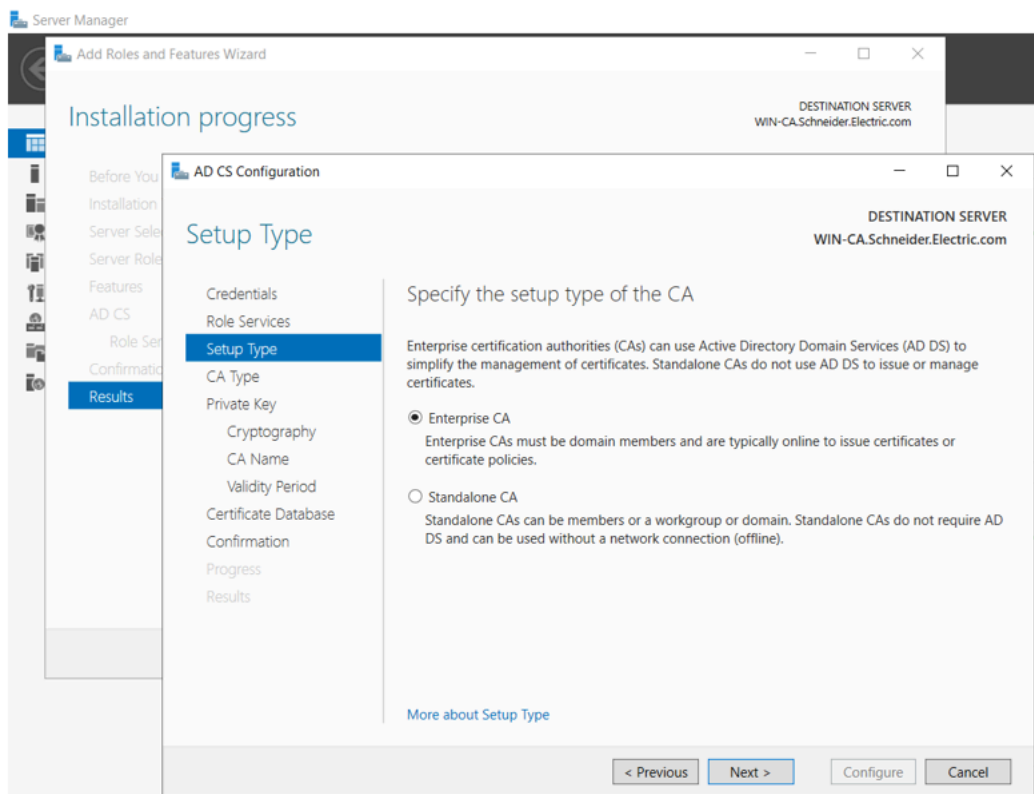 Server Manager
Add Roles and Features Wizard
Installation progress
DESTINATION SERVER
WIN-CA.Schneider.Electric.com
Before You
Installation
Server Sele
Server Role
Features
AD CS
Role Ser
Confirmatio
Results
AD CS Configuration
Setup Type
DESTINATION SERVER
WIN-CA.Schneider.Electric.com
Credentials
Role Services
Setup Type
CA Type
Private Key
Cryptography
CA Name
Validity Period
Certificate Database
Confirmation
Progress
Results
Specify the setup type of the CA
Enterprise certification authorities (CAs) can use Active Directory Domain Services (AD DS) to
simplify the management of certificates. Standalone CAs do not use AD DS to issue or manage
certificates.
Enterprise CA
Enterprise CAs must be domain members and are typically online to issue certificates or
certificate policies.
Standalone CA
Standalone CAs can be members or a workgroup or domain. Standalone CAs do not require AD
DS and can be used without a network connection (offline).
More about Setup Type
< Previous
Next >
Configure
Cancel